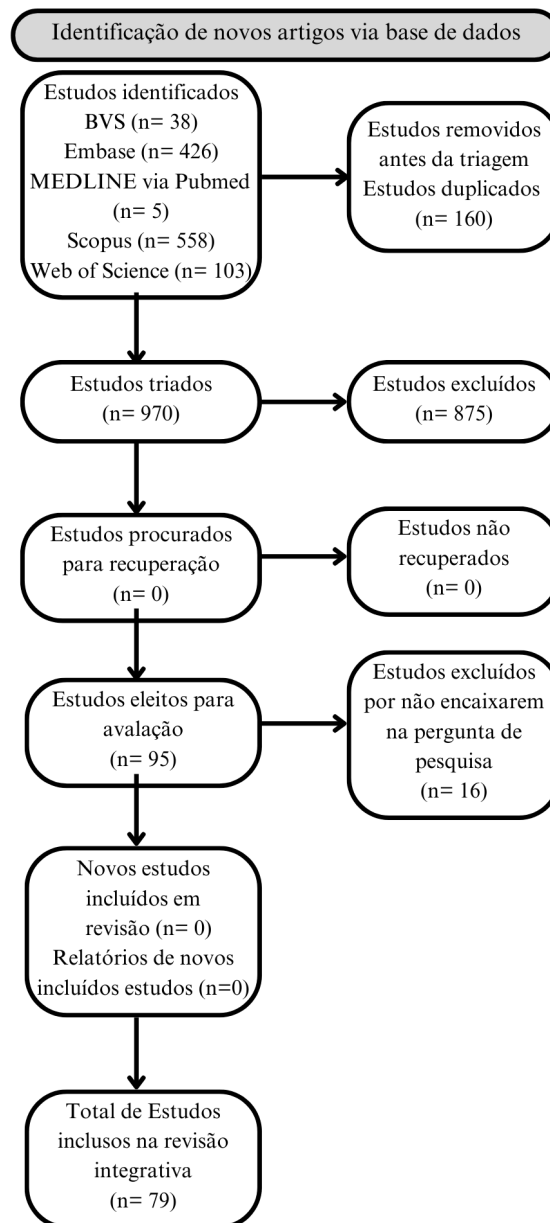 Identificação de novos artigos via base de dados
Estudos identificados
BVS (n= 38)
Embase (n= 426)
MEDLINE via Pubmed
(n= 5)
Scopus (n= 558)
Web of Science (n= 103)
Estudos removidos
antes da triagem
Estudos duplicados
(n= 160)
Estudos triados
(n= 970)
Estudos excluídos
(n= 875)
Estudos procurados
para recuperação
(n= 0)
Estudos não
recuperados
(n= 0)
Estudos eleitos para
avalação
(n= 95)
Estudos excluídos
por não encaixarem
na pergunta de
pesquisa
(n= 16)
Novos estudos
incluídos em
revisão (n= 0)
Relatórios de novos
incluídos estudos (n=0)
Total de Estudos
inclusos na revisão
integrativa
(n= 79)